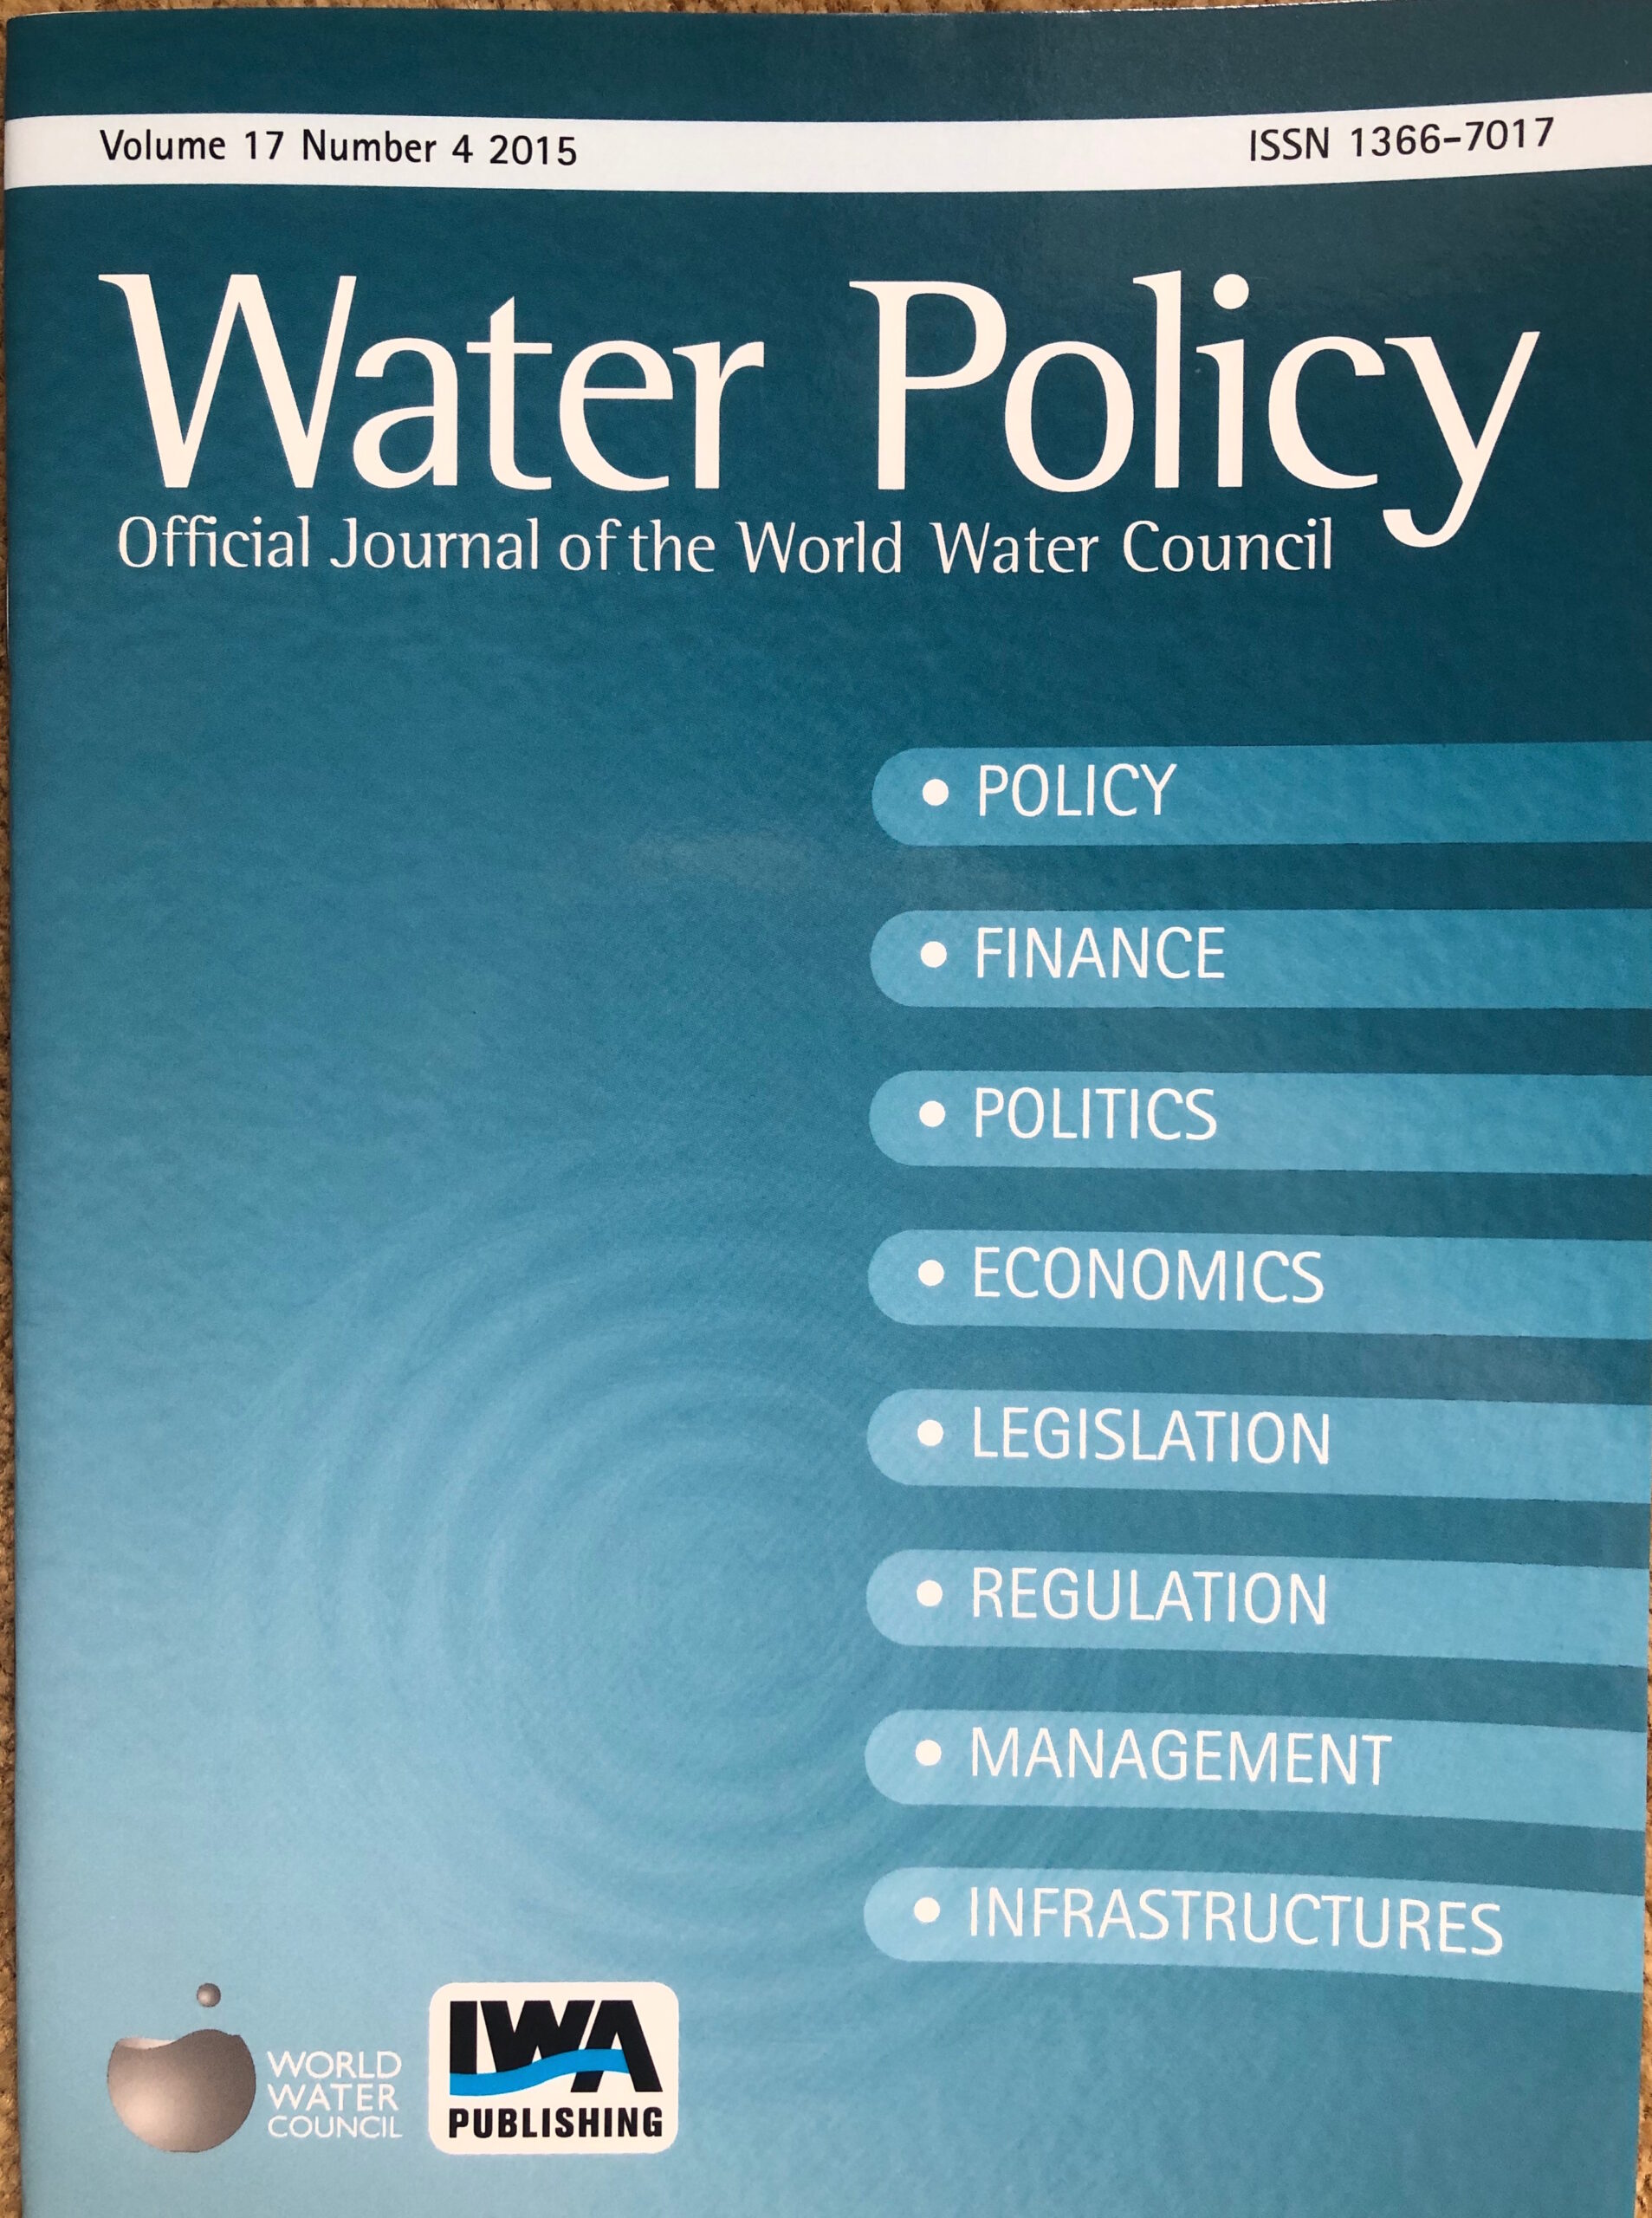 Volume 17 Number 4 2015
ISSN 1366-7017
Water Policy
Official Journal of the World Water Council
• POLICY
• FINANCE
• POLITICS
• ECONOMICS
• LEGISLATION
• REGULATION
• MANAGEMENT
• INFRASTRUCTURES
WORLD
WATER
COUNCIL
IWA
PUBLISHING